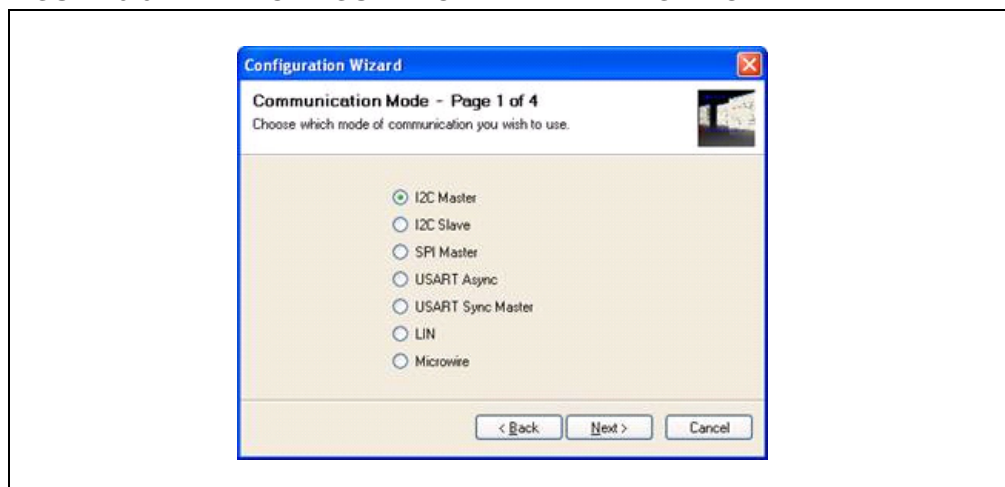 Configuration Wizard
Communication Mode - Page 1 of 4
Choose which mode of communication you wish to use.
I2C Master
I2C Slave
SPI Master
USART Async
USART Sync Master
LIN
Microwire
< Back
Next >
Cancel